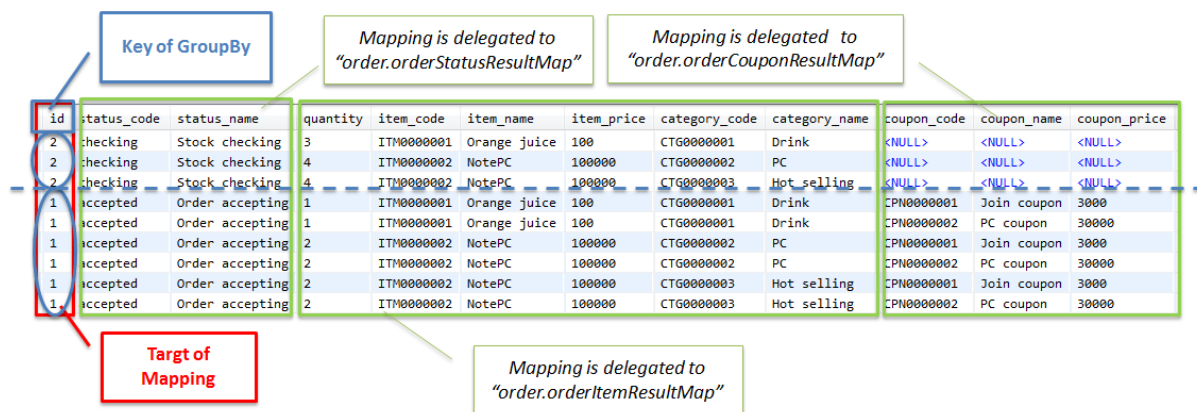 Key of GroupBy
Mapping is delegated to
“order.orderStatusResultMap”
Mapping is delegated to
“order.orderCouponResultMap”
id status_code status_name quantity item_code item_name item_price category_code category_name coupon_code coupon_name coupon_price
2 checking Stock checking 3 ITM0000001 Orange juice 100 CTG0000001 Drink <NULL> <NULL> <NULL>
2 checking Stock checking 4 ITM0000002 NotePC 100000 CTG0000002 PC <NULL> <NULL> <NULL>
2 checking Stock checking 4 ITM0000002 NotePC 100000 CTG0000003 Hot selling <NULL> <NULL> <NULL>
1 accepted Order accepting 1 ITM0000001 Orange juice 100 CTG0000001 Drink CPN0000001 Join coupon 3000
1 accepted Order accepting 1 ITM0000001 Orange juice 100 CTG0000001 Drink CPN0000002 PC coupon 30000
1 accepted Order accepting 2 ITM0000002 NotePC 100000 CTG0000002 PC CPN0000001 Join coupon 3000
1 accepted Order accepting 2 ITM0000002 NotePC 100000 CTG0000002 PC CPN0000002 PC coupon 30000
1 accepted Order accepting 2 ITM0000002 NotePC 100000 CTG0000003 Hot selling CPN0000001 Join coupon 3000
1 accepted Order accepting 2 ITM0000002 NotePC 100000 CTG0000003 Hot selling CPN0000002 PC coupon 30000
Targt of
Mapping
Mapping is delegated to
“order.orderItemResultMap”